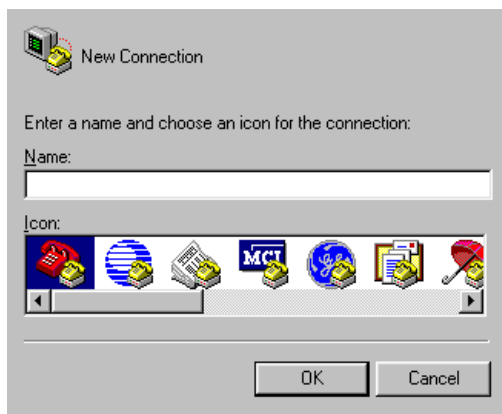 New Connection
Enter a name and choose an icon for the connection:
Name:
Icon:
MCI
OK
Cancel